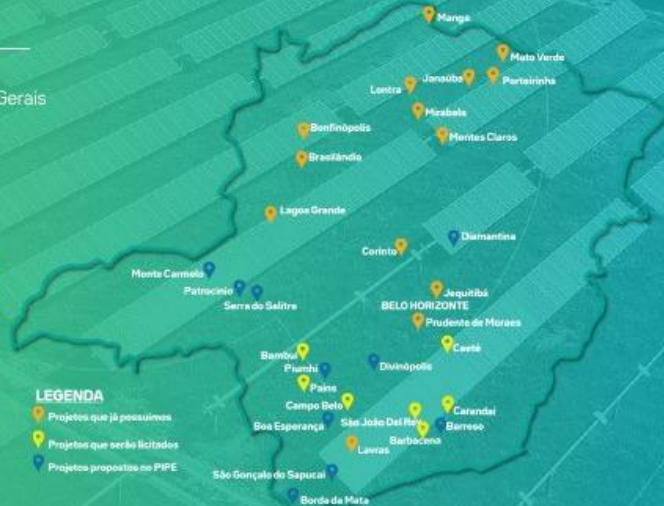 Gerais
Manga
Mato Verde
Janaúba
Porteirinha
Lontra
Mirabela
Montes Claros
Bonfinópolis
Brasilândia
Lagoa Grande
Corinto
Diamantina
Monte Carmelo
Patrocínio
Serra do Salitre
Jequitibá
BELO HORIZONTE
Prudente de Moraes
Caeté
Bambuí
Piumhi
Divinópolis
Pains
Campo Belo
Boa Esperança
São João Del Rey
Carandaí
Barroso
Barbacena
Lavras
São Gonçalo do Sapucaí
Borda da Mata
LEGENDA
Projetos que já possuímos
Projetos que serão licitados
Projetos propostos no PIPE